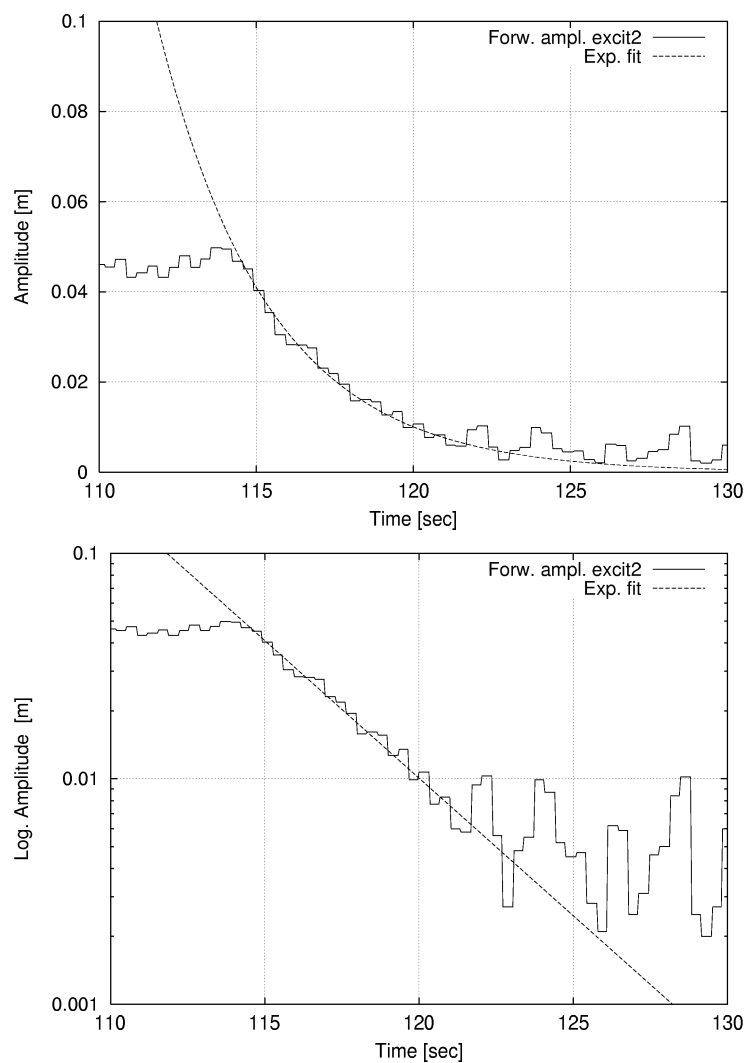 0.1
Forw. ampl. excit2
Exp. fit
0.08
0.06
Amplitude [m]
0.04
0.02
0
110 115 120 125 130
Time [sec]
0.1
Forw. ampl. excit2
Exp. fit
Log. Amplitude [m]
0.01
0.001
110 115 120 125 130
Time [sec]